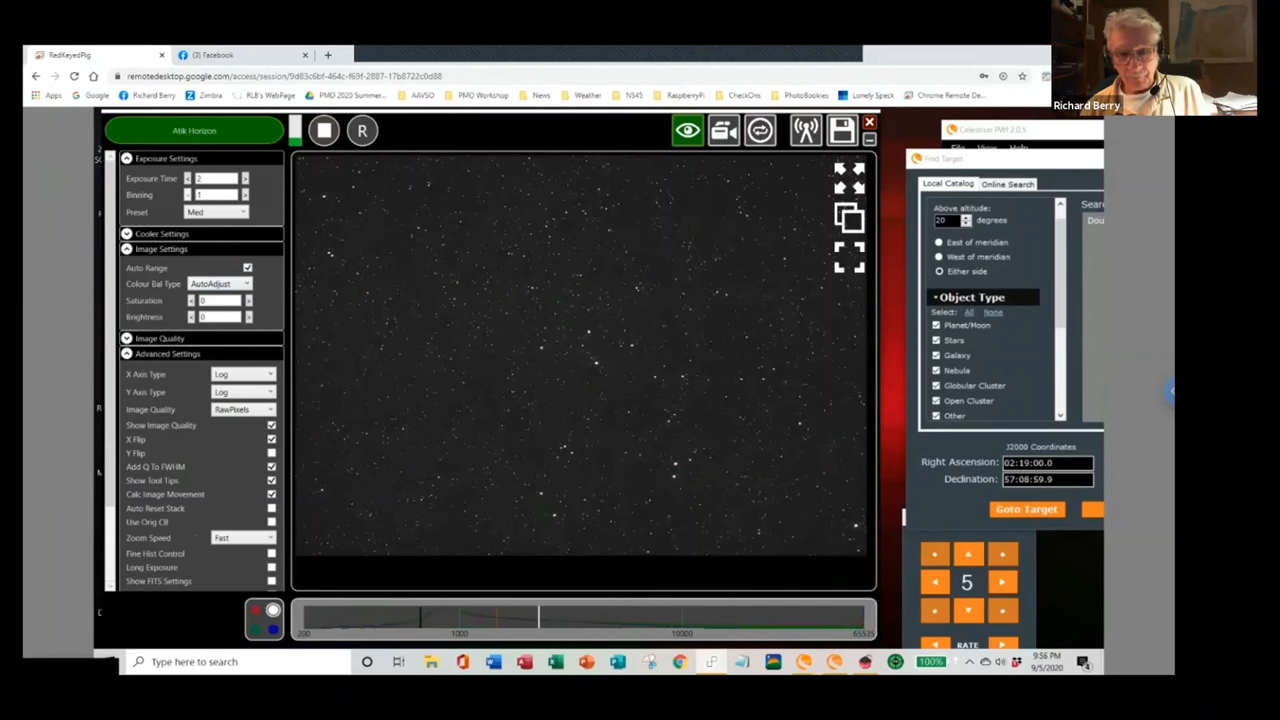 RedKeyedPig
(3) Facebook
remotedesktop.google.com/access/session/9d83c6bf-464c-f69f-2887-17b8722c0d88
Apps
Google
Richard Berry
Zimbra
RLB's WebPage
PMO 2020 Summer...
AAVSO
PMO Workshop
News
Weather
NS45
RaspberryPi
CheckOns
PhotoBookies
Lonely Speck
Chrome Remote De...
Richard Berry
Atik Horizon
R
Exposure Settings
Exposure Time < 2 >
Binning < 1 >
Preset Med
Cooler Settings
Image Settings
Auto Range
Colour Bal Type AutoAdjust
Saturation < 0 >
Brightness < 0 >
Image Quality
Advanced Settings
X Axis Type Log
Y Axis Type Log
Image Quality RawPixels
Show Image Quality
X Flip
Y Flip
Add Q To FWHM
Show Tool Tips
Calc Image Movement
Auto Reset Stack
Use Orig CB
Zoom Speed Fast
Fine Hist Control
Long Exposure
Show FITS Settings
200 1000 10000 65535
Celestron PWI 2.0.5
File View Help
Find Target
Local Catalog Online Search
Above altitude:
20 degrees
East of meridian
West of meridian
Either side
Object Type
Select: All None
Planet/Moon
Stars
Galaxy
Nebula
Globular Cluster
Open Cluster
Other
Sear
Dou
J2000 Coordinates
Right Ascension: 02:19:00.0
Declination: 57:08:59.9
Goto Target
5
RATE
Type here to search
100%
9:56 PM
9/5/2020
4